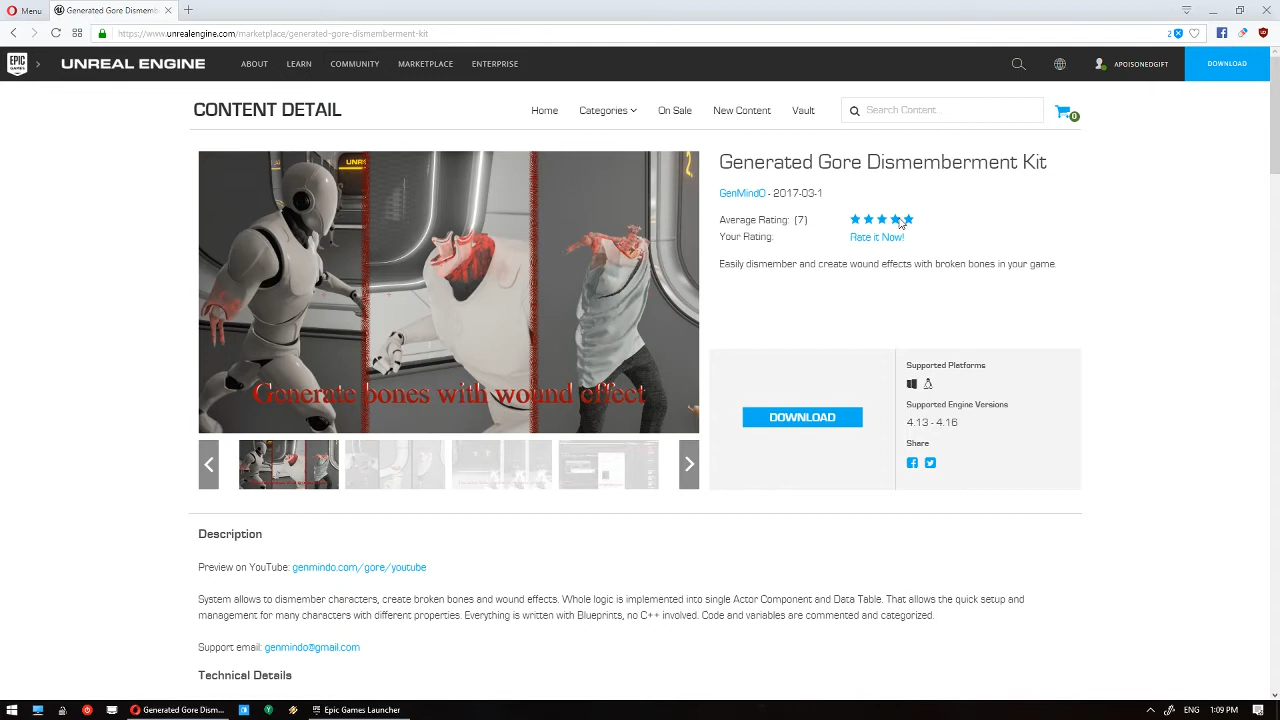 Menu
Generated Gore Dismemb
https://www.unrealengine.com/marketplace/generated-gore-dismemberment-kit
2
EPIC GAMES
UNREAL ENGINE
ABOUT
LEARN
COMMUNITY
MARKETPLACE
ENTERPRISE
APOISONEDGIFT
DOWNLOAD
CONTENT DETAIL
Home
Categories
On Sale
New Content
Vault
Search Content...
0
Generated Gore Dismemberment Kit
GenMindO - 2017-03-1
Average Rating: (7)
Your Rating:
Rate it Now!
Easily dismember and create wound effects with broken bones in your game.
Generate bones with wound effect
DOWNLOAD
Supported Platforms
Supported Engine Versions
4.13 - 4.16
Share
Description
Preview on YouTube: genmindo.com/gore/youtube
System allows to dismember characters, create broken bones and wound effects. Whole logic is implemented into single Actor Component and Data Table. That allows the quick setup and
management for many characters with different properties. Everything is written with Blueprints, no C++ involved. Code and variables are commented and categorized.
Support email: genmindo@gmail.com
Technical Details
Generated Gore Dism...
Epic Games Launcher
ENG
1:09 PM